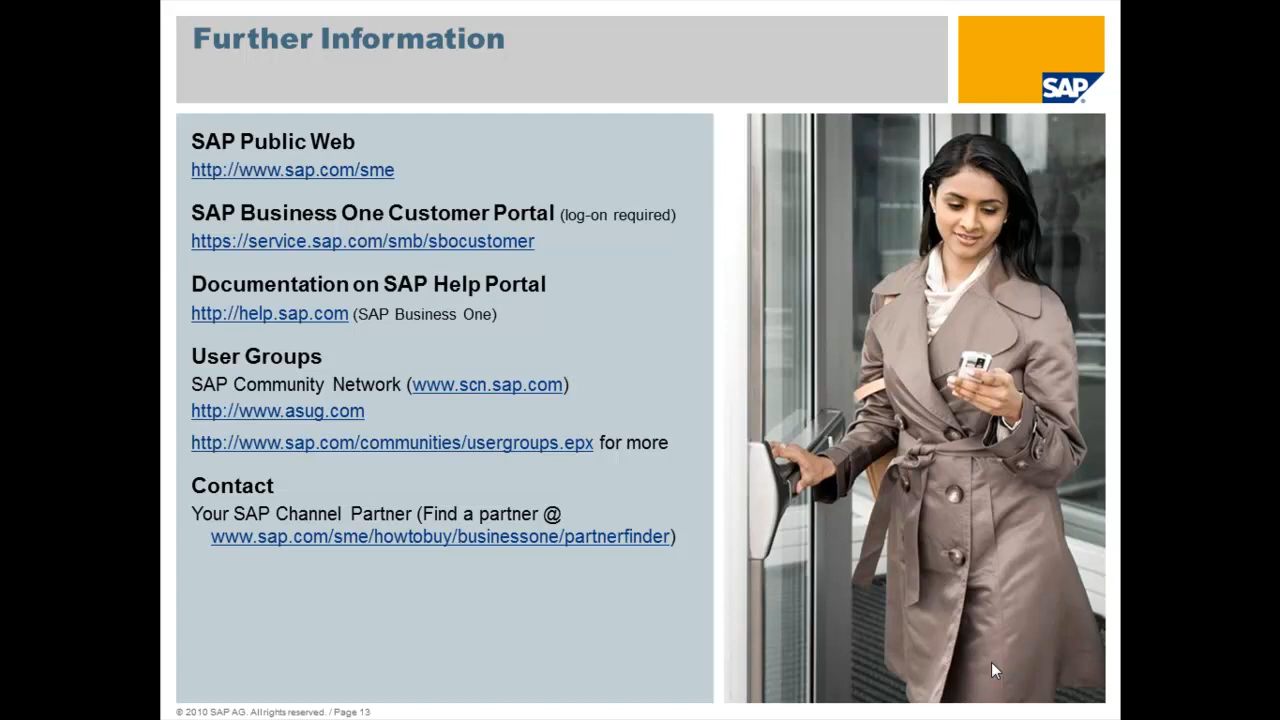 Further Information
SAP
SAP Public Web
http://www.sap.com/sme
SAP Business One Customer Portal (log-on required)
https://service.sap.com/smb/sbocustomer
Documentation on SAP Help Portal
http://help.sap.com (SAP Business One)
User Groups
SAP Community Network (www.scn.sap.com)
http://www.asug.com
http://www.sap.com/communities/usergroups.epx for more
Contact
Your SAP Channel Partner (Find a partner @
www.sap.com/sme/howtobuy/businessone/partnerfinder)
© 2010 SAP AG. All rights reserved. / Page 13